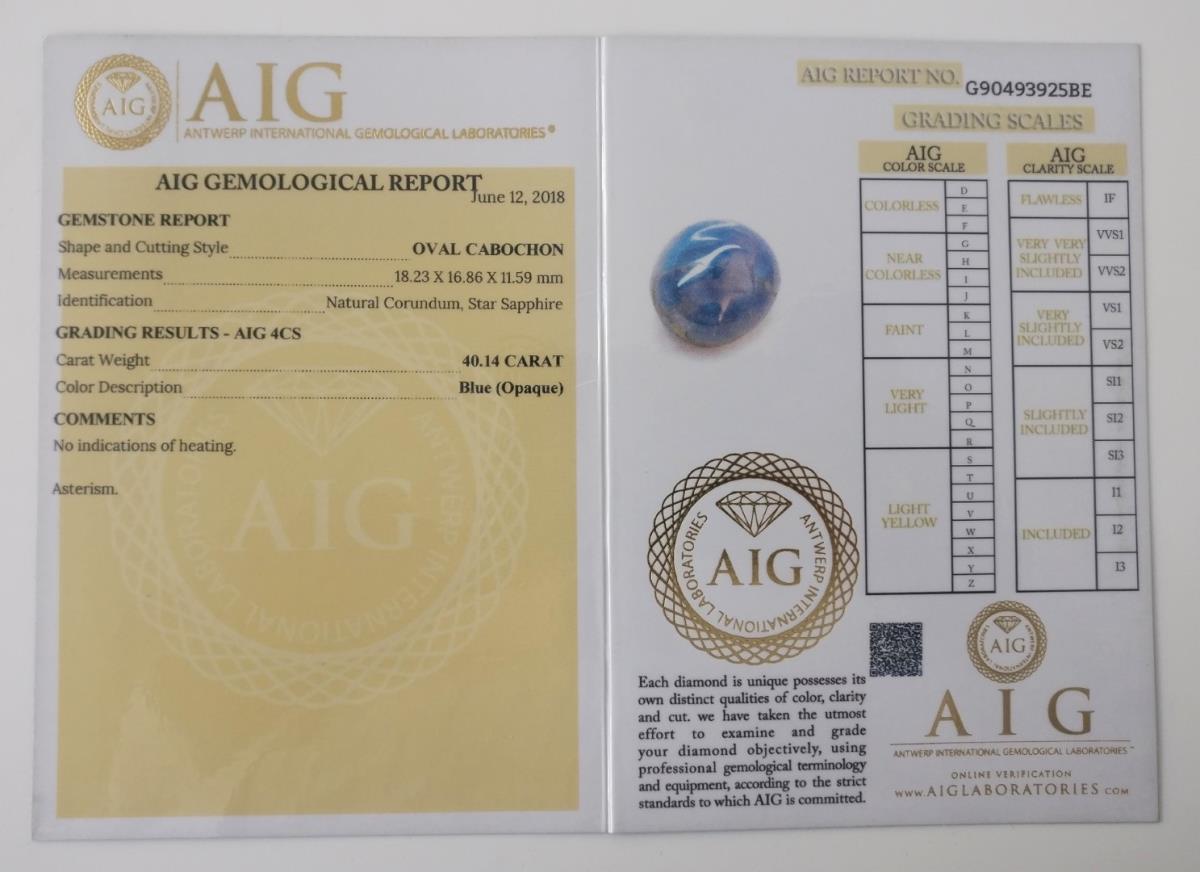 AIG
AIG
ANTWERP INTERNATIONAL GEMOLOGICAL LABORATORIES®
AIG GEMOLOGICAL REPORT
June 12, 2018
GEMSTONE REPORT
Shape and Cutting Style OVAL CABOCHON
Measurements 18.23 X 16.86 X 11.59 mm
Identification Natural Corundum, Star Sapphire
GRADING RESULTS - AIG 4CS
Carat Weight 40.14 CARAT
Color Description Blue (Opaque)
COMMENTS
No indications of heating.
Asterism.
AIG
ANTWERP INTERNATIONAL LABORATORIES
AIG REPORT NO. G90493925BE
GRADING SCALES
AIG
COLOR SCALE
COLORLESS
D
E
F
NEAR
COLORLESS
G
H
I
J
FAINT
K
L
M
VERY
LIGHT
N
O
P
Q
R
LIGHT
YELLOW
S
T
U
V
W
X
Y
Z
AIG
CLARITY SCALE
FLAWLESS
IF
VERY VERY
SLIGHTLY
INCLUDED
VVS1
VVS2
VERY
SLIGHTLY
INCLUDED
VS1
VS2
SLIGHTLY
INCLUDED
SI1
SI2
SI3
INCLUDED
I1
I2
I3
AIG
ANTWERP INTERNATIONAL LABORATORIES
Each diamond is unique possesses its
own distinct qualities of color, clarity
and cut. we have taken the utmost
effort to examine and grade
your diamond objectively, using
professional gemological terminology
and equipment, according to the strict
standards to which AIG is committed.
AIG
AIG
ANTWERP INTERNATIONAL GEMOLOGICAL LABORATORIES™
ONLINE VERIFICATION
WWW.AIGLABORATORIES COM